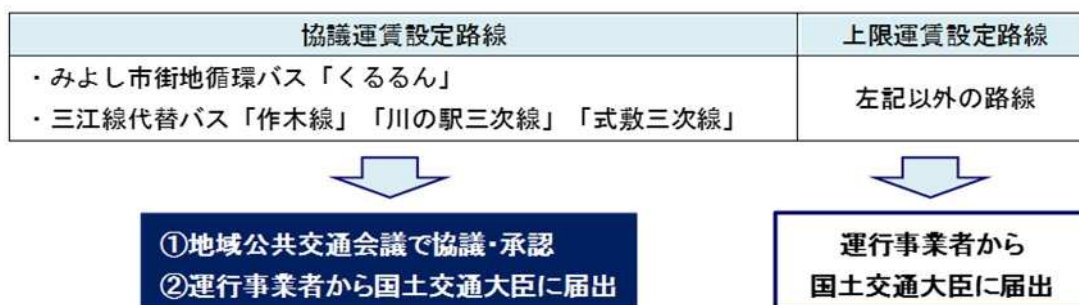 協議運賃設定路線
上限運賃設定路線
・みよし市街地循環バス「くるるん」
・三江線代替バス「作木線」「川の駅三次線」「式敷三次線」
左記以外の路線
①地域公共交通会議で協議・承認
②運行事業者から国土交通大臣に届出
運行事業者から
国土交通大臣に届出